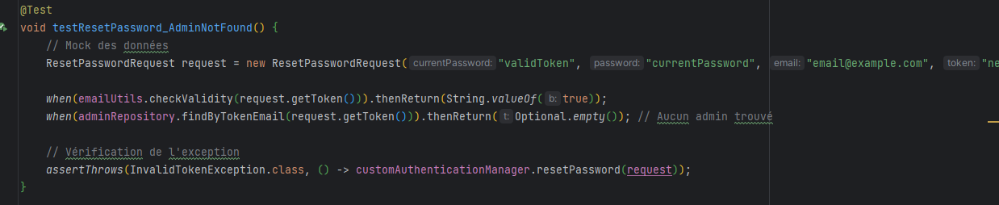 @Test
void testResetPassword_AdminNotFound() {
// Mock des données
ResetPasswordRequest request = new ResetPasswordRequest( currentPassword: "validToken", password: "currentPassword", email: "email@example.com", token: "ne
when(emailUtils.checkValidity(request.getToken())).thenReturn(String.valueOf( b: true));
when(adminRepository.findByTokenEmail(request.getToken())).thenReturn( t: Optional.empty()); // Aucun admin trouvé
// Vérification de l'exception
assertThrows(InvalidTokenException.class, () -> customAuthenticationManager.resetPassword(request));
}